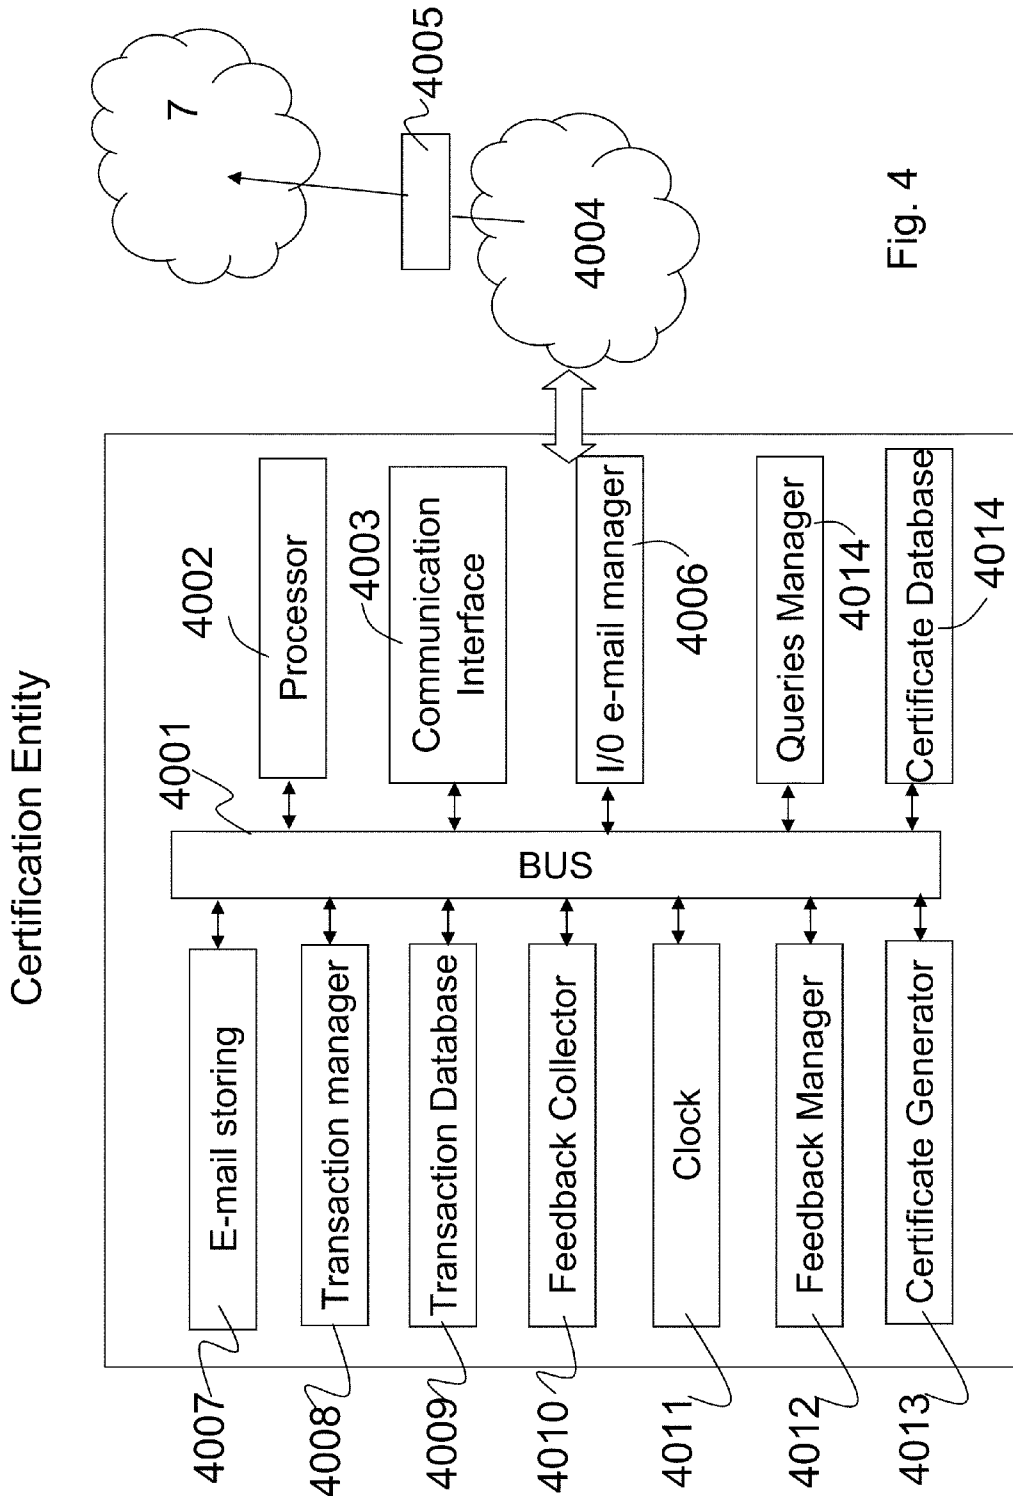 Certification Entity
4007
E-mail storing
4008
Transaction manager
4009
Transaction Database
4010
Feedback Collector
4011
Clock
4012
Feedback Manager
4013
Certificate Generator
4001
BUS
4002
Processor
4003
Communication
Interface
I/0 e-mail manager
4006
Queries Manager
4014
Certificate Database
4014
4004
4005
7
Fig. 4